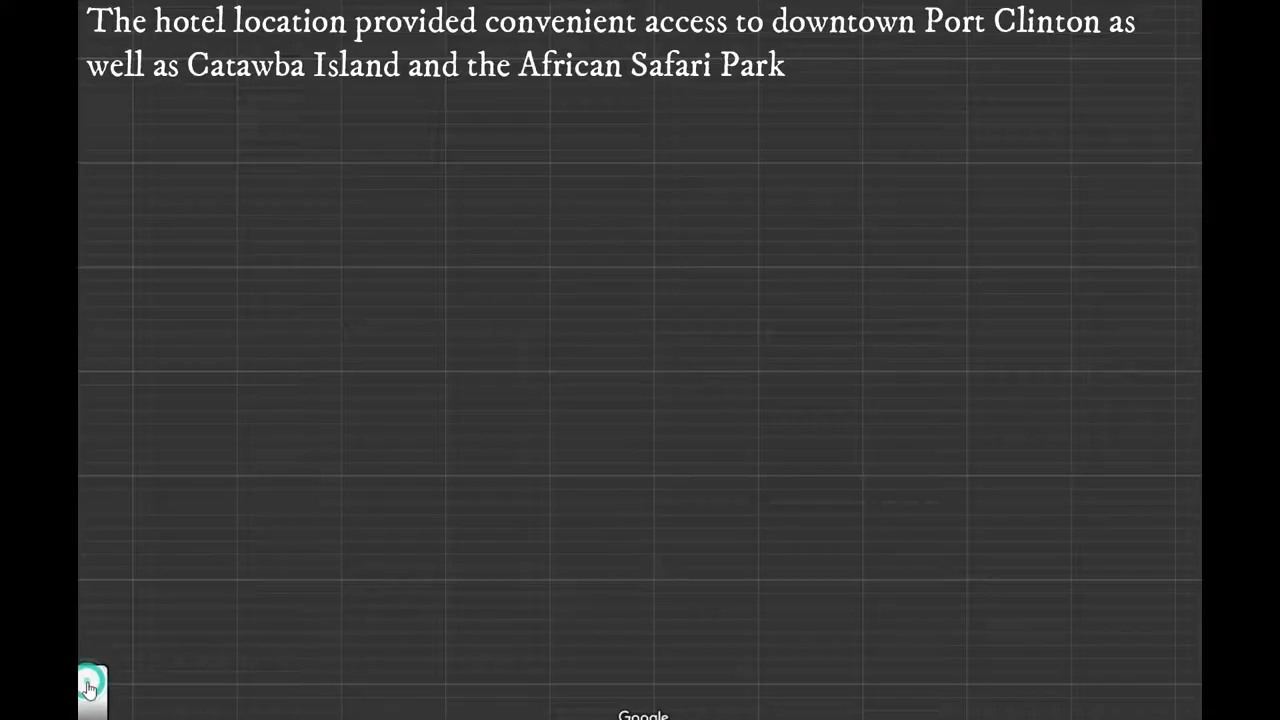 The hotel location provided convenient access to downtown Port Clinton as
well as Catawba Island and the African Safari Park
Google